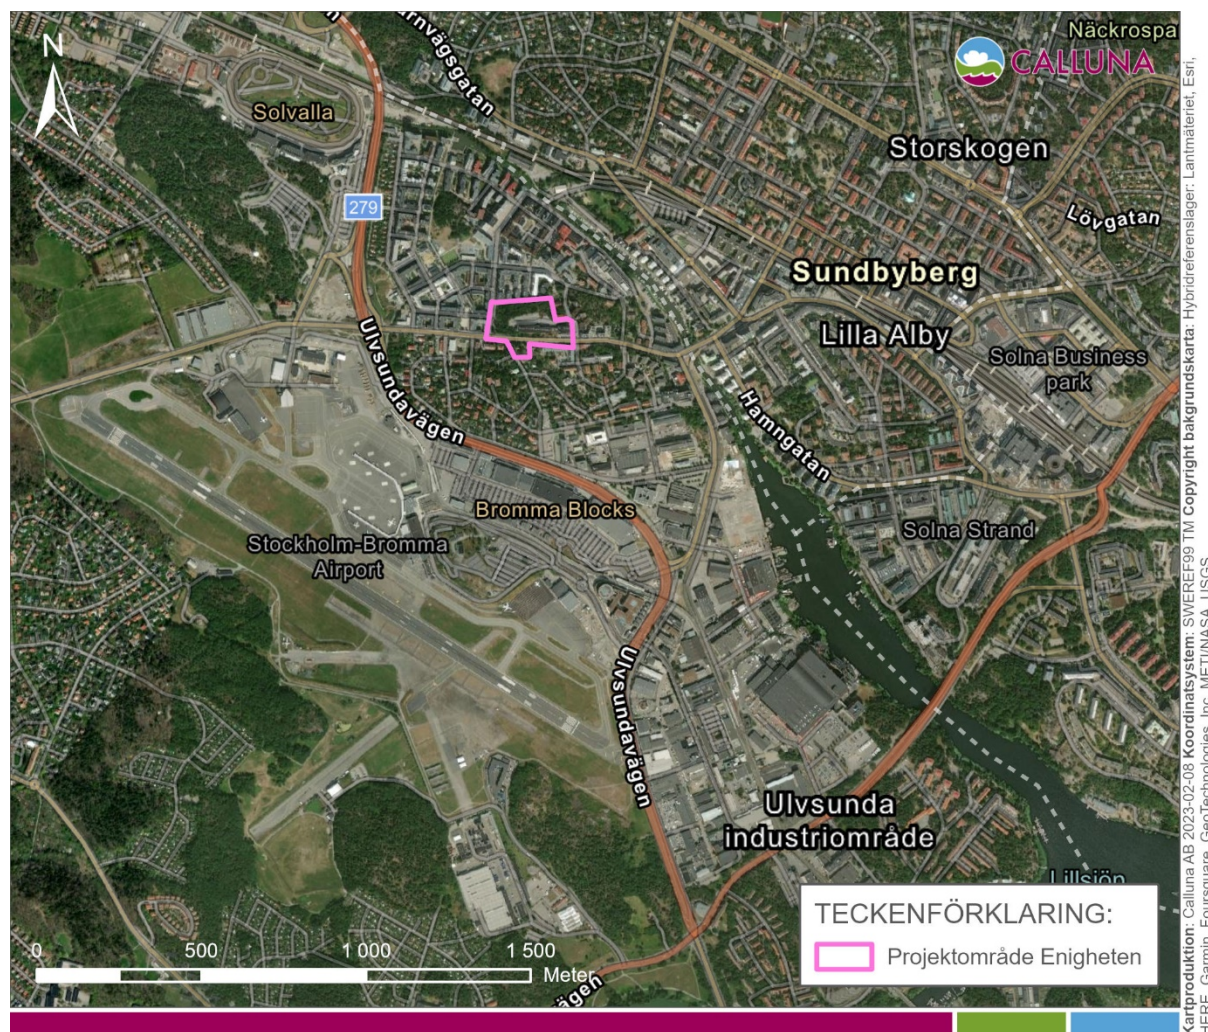 Näckrospa
N
CALLUNA
Solvalla
rnvägsgatan
Storskogen
279
Lövgatan
Sundbyberg
Ulvsundavägen
Lilla Alby
Solna Business
park
Hamngatan
Bromma Blocks
Stockholm-Bromma
Airport
Solna Strand
Ulvsundavägen
Ulvsunda
industriområde
Lillsjön
TECKENFÖRKLARING:
Projektområde Enigheten
0 500 1 000 1 500
Meter
ägen
Kartproduktion: Calluna AB 2023-02-08 Koordinatsystem: SWEREF99 TM Copyright bakgrundskarta: Hybridreferenslager: Lantmäteriet, Esri,
HERE, Garmin, Foursquare, GeoTechnologies, Inc, METI/NASA, USGS